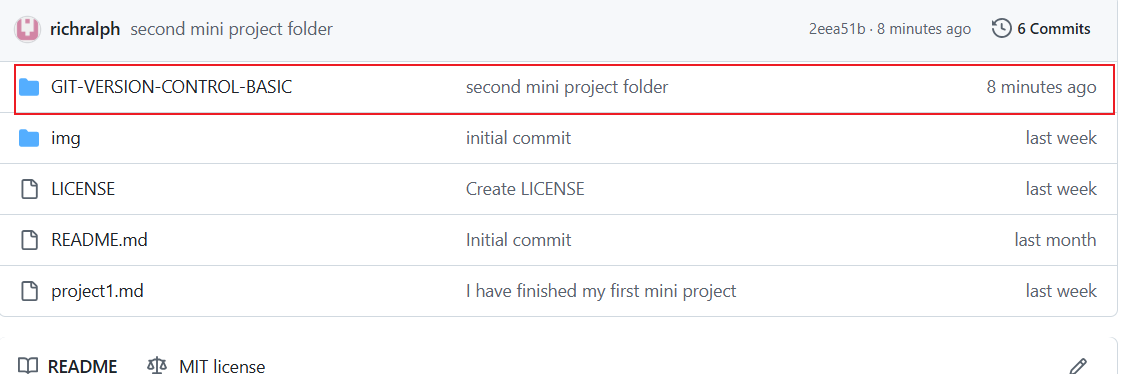 richralph second mini project folder 2eea51b · 8 minutes ago 6 Commits
GIT-VERSION-CONTROL-BASIC second mini project folder 8 minutes ago
img initial commit last week
LICENSE Create LICENSE last week
README.md Initial commit last month
project1.md I have finished my first mini project last week
README MIT license